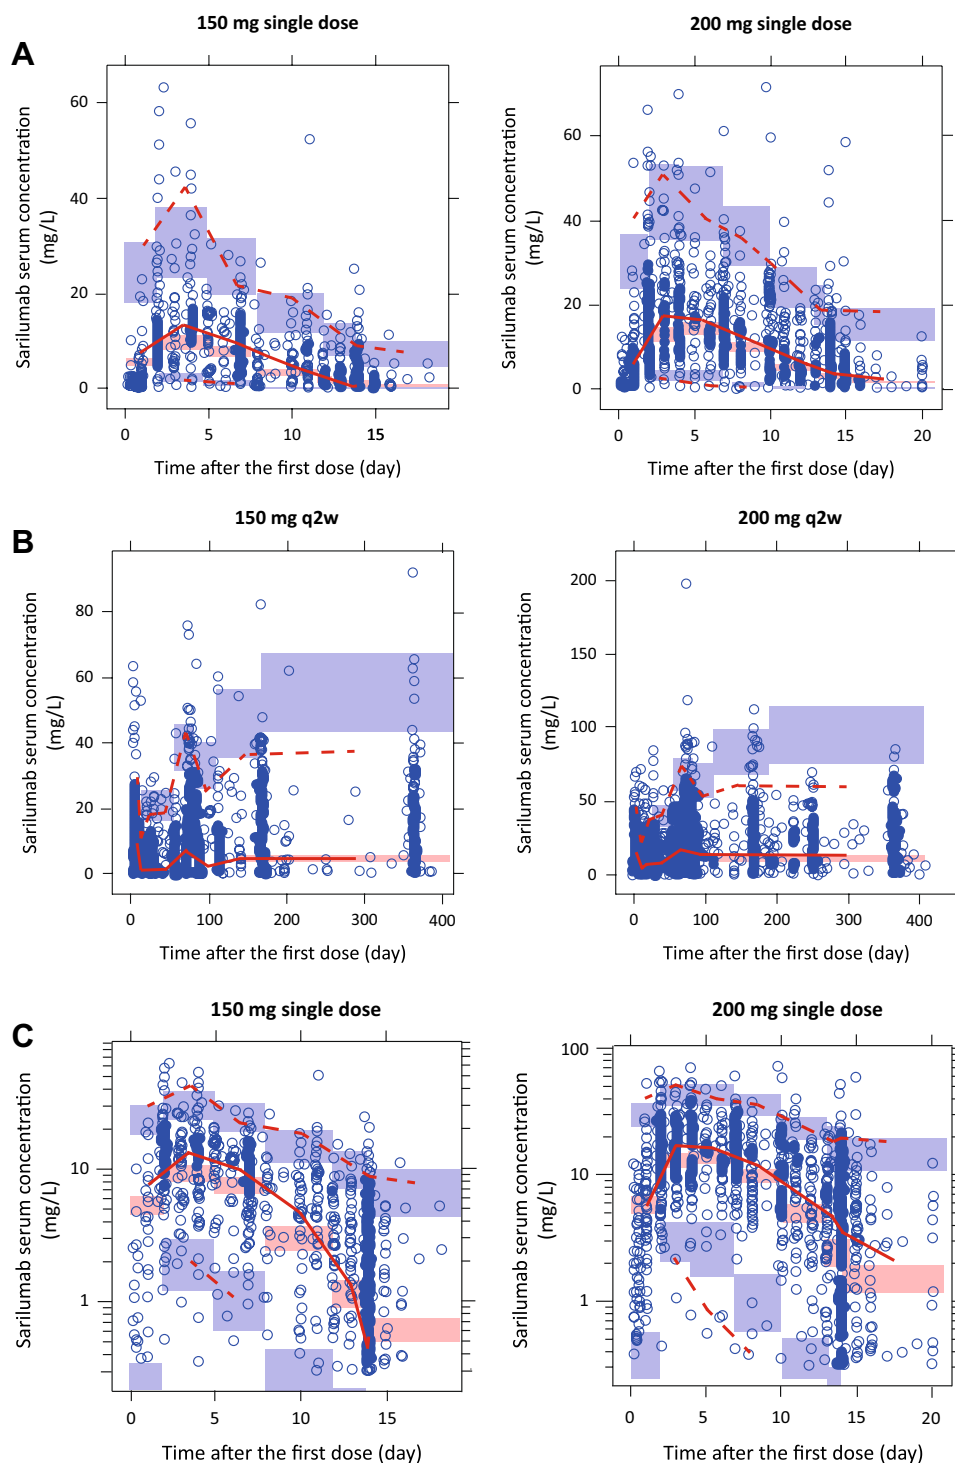 150 mg single dose
200 mg single dose
A
Sarilumab serum concentration
(mg/L)
60
40
20
0
0 5 10 15
Time after the first dose (day)
Sarilumab serum concentration
(mg/L)
60
40
20
0
0 5 10 15 20
Time after the first dose (day)
150 mg q2w
200 mg q2w
B
Sarilumab serum concentration
(mg/L)
80
60
40
20
0
0 100 200 300 400
Time after the first dose (day)
Sarilumab serum concentration
(mg/L)
200
150
100
50
0
0 100 200 300 400
Time after the first dose (day)
150 mg single dose
200 mg single dose
C
Sarilumab serum concentration
(mg/L)
10
1
0 5 10 15
Time after the first dose (day)
Sarilumab serum concentration
(mg/L)
100
10
1
0 5 10 15 20
Time after the first dose (day)